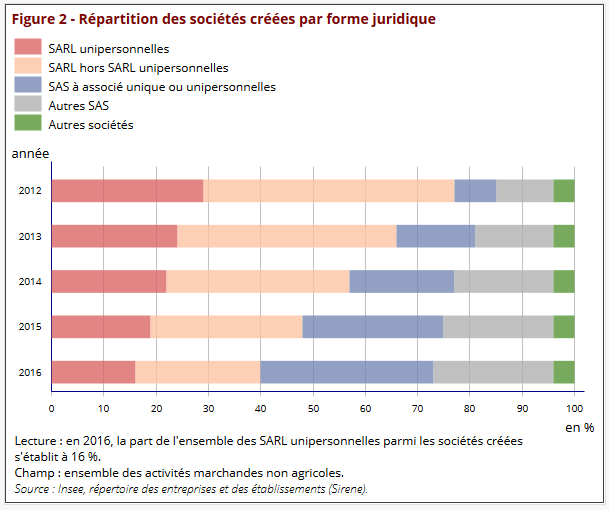 Figure 2 - Répartition des sociétés créées par forme juridique
SARL unipersonnelles
SARL hors SARL unipersonnelles
SAS à associé unique ou unipersonnelles
Autres SAS
Autres sociétés
année
2012
2013
2014
2015
2016
0 10 20 30 40 50 60 70 80 90 100
en %
Lecture : en 2016, la part de l'ensemble des SARL unipersonnelles parmi les sociétés créées
s'établit à 16 %.
Champ : ensemble des activités marchandes non agricoles.
Source : Insee, répertoire des entreprises et des établissements (Sirene).